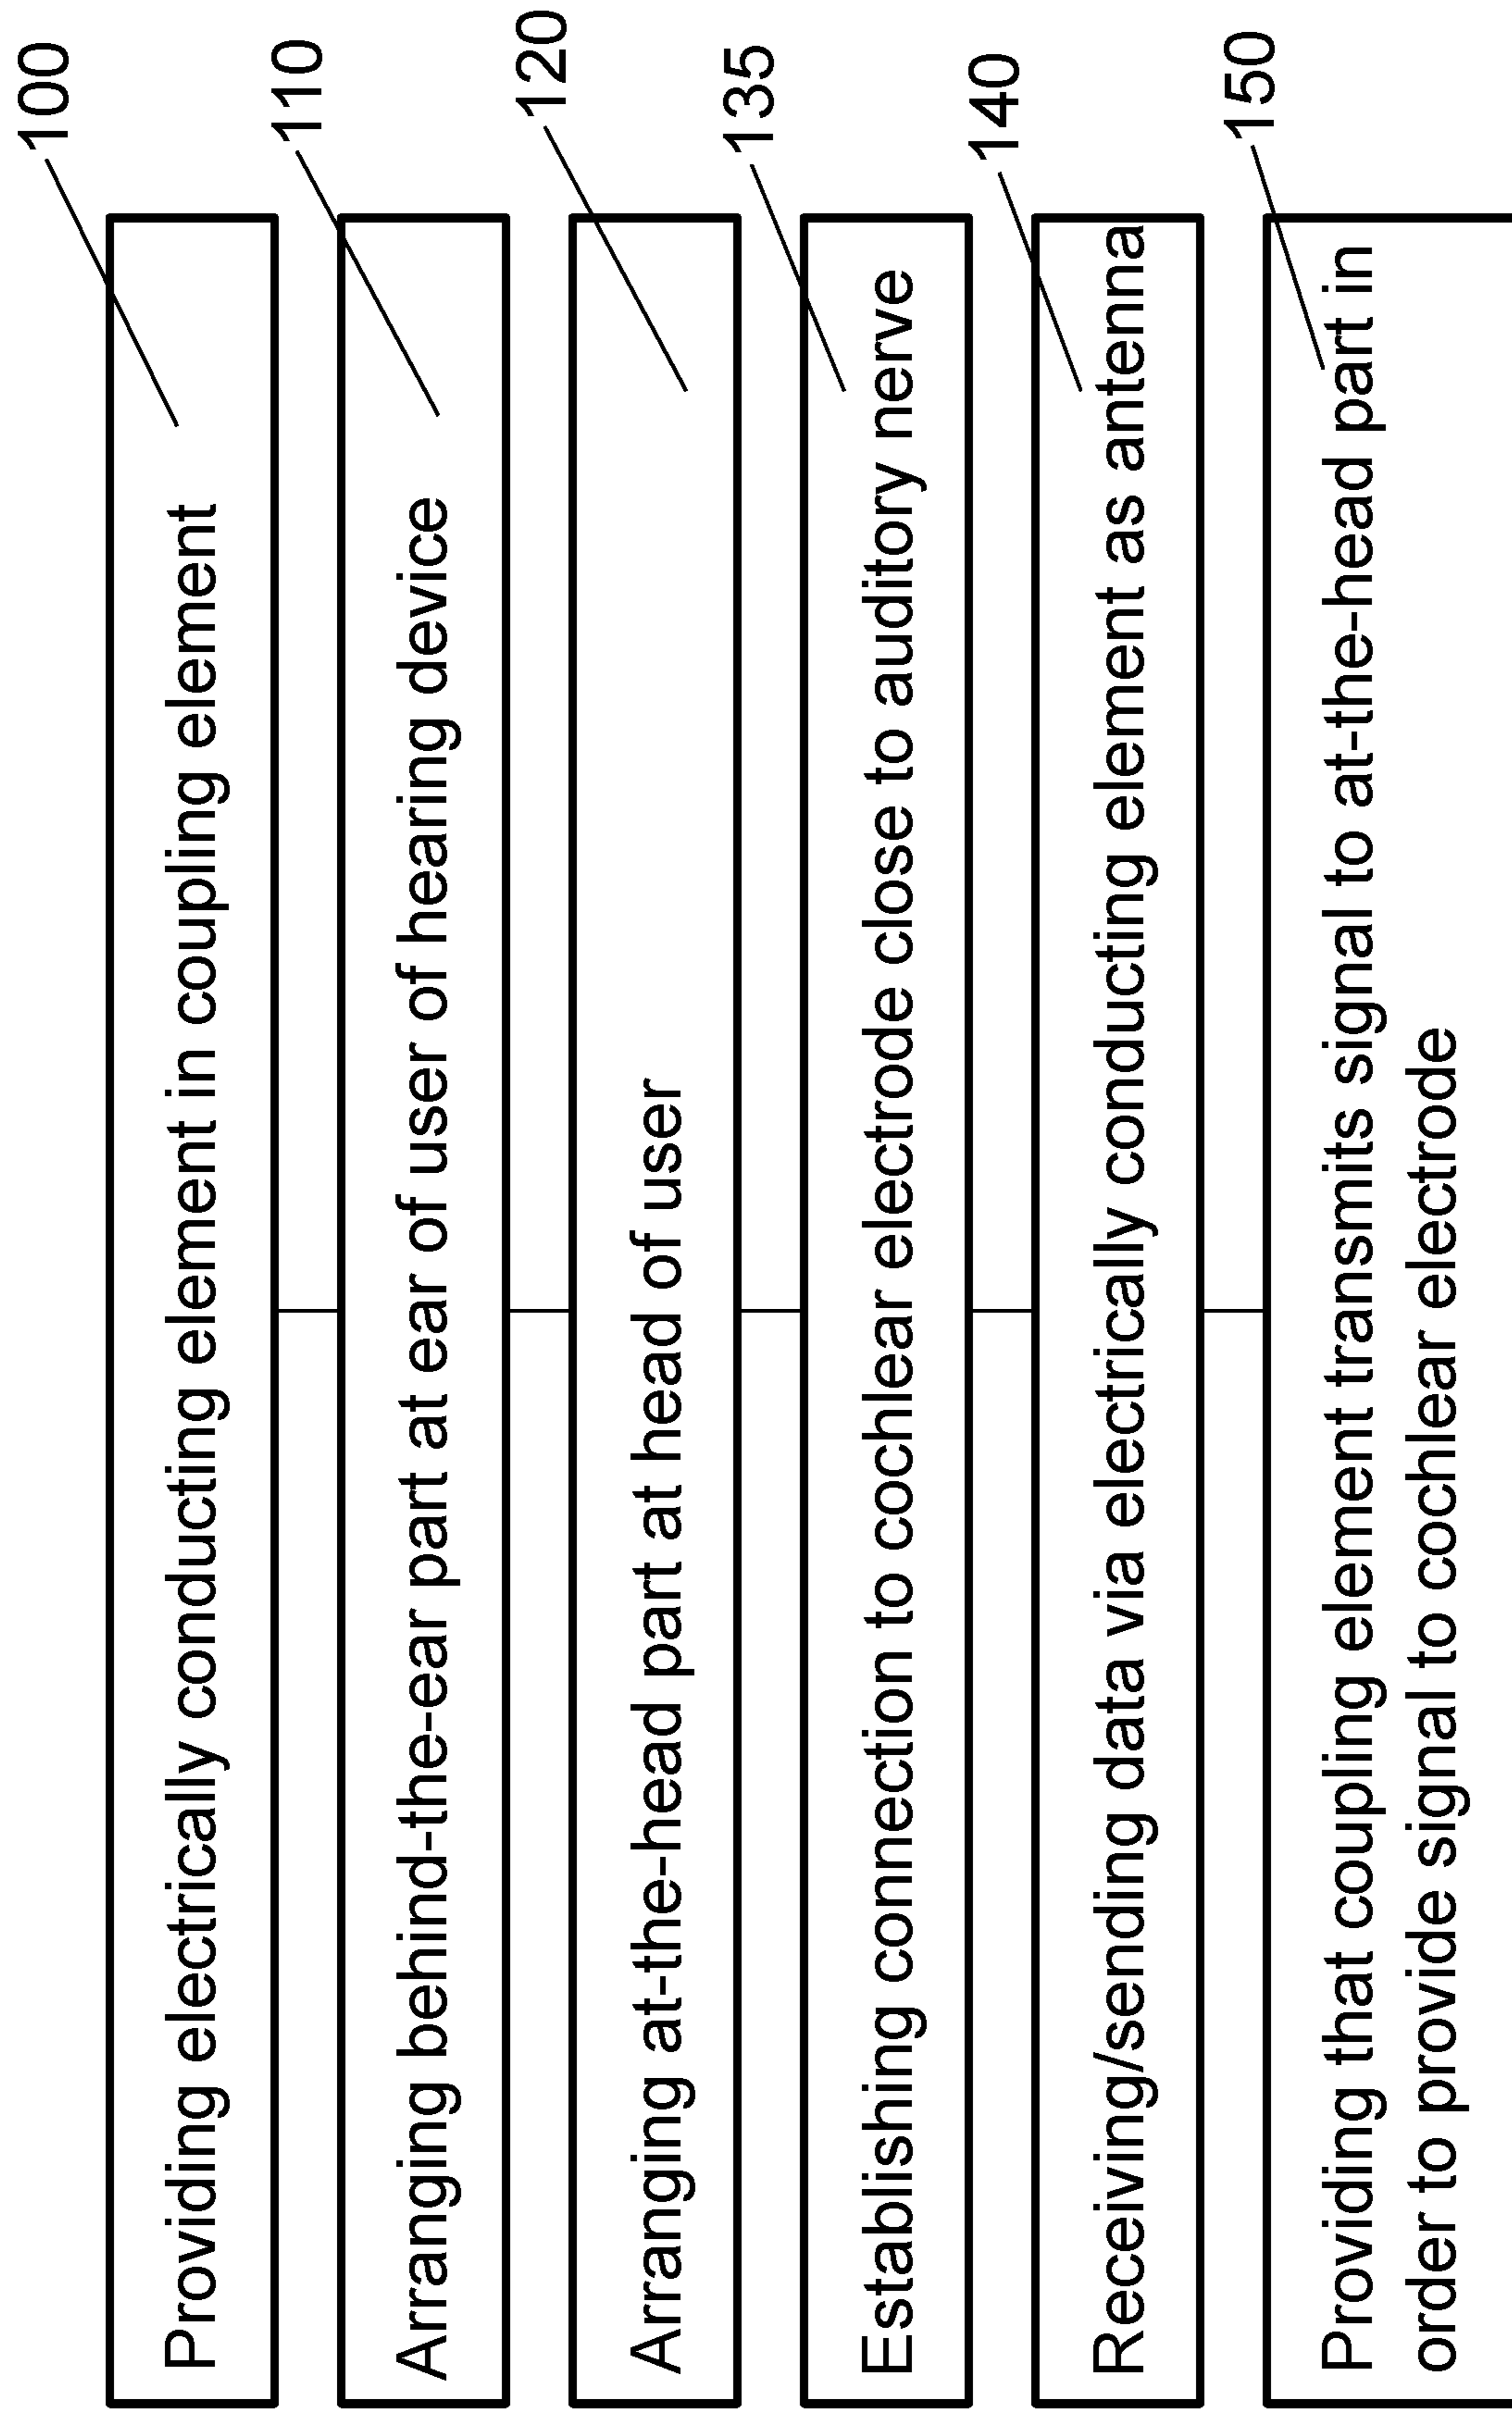 100
Providing electrically conducting element in coupling element
110
Arranging behind-the-ear part at ear of user of hearing device
120
Arranging at-the-head part at head of user
135
Establishing connection to cochlear electrode close to auditory nerve
140
Receiving/sending data via electrically conducting element as antenna
150
Providing that coupling element transmits signal to at-the-head part in
order to provide signal to cochlear electrode